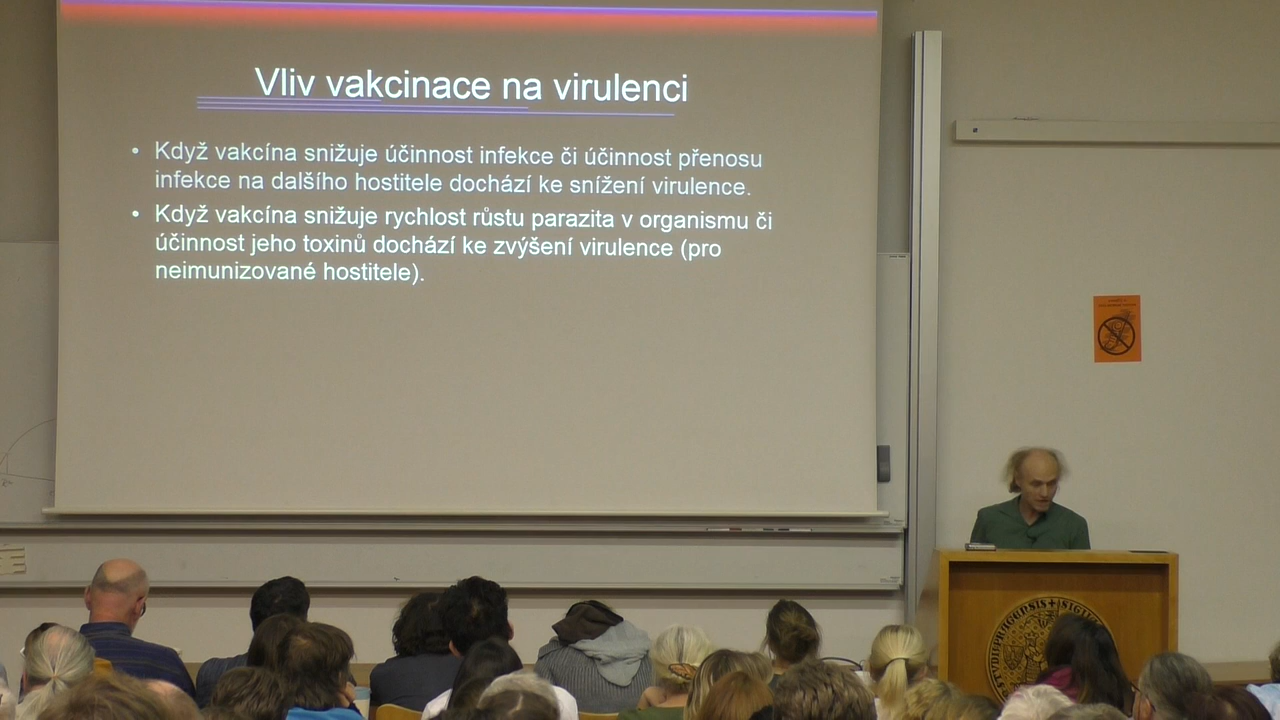 Vliv vakcinace na virulenci
• Když vakcína snižuje účinnost infekce či účinnost přenosu
infekce na dalšího hostitele dochází ke snížení virulence.
• Když vakcína snižuje rychlost růstu parazita v organismu či
účinnost jeho toxinů dochází ke zvýšení virulence (pro
neimunizované hostitele).